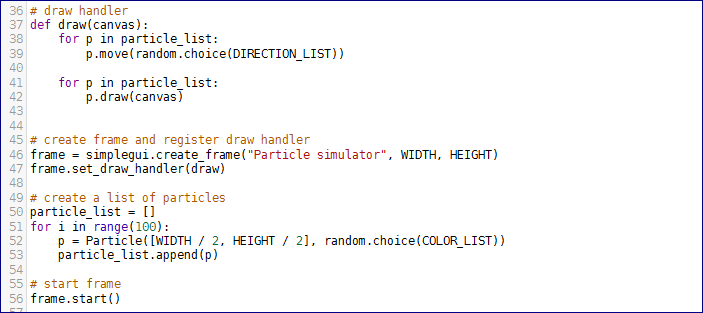 36 # draw handler
37 def draw(canvas):
38     for p in particle_list:
39         p.move(random.choice(DIRECTION_LIST))
40
41     for p in particle_list:
42         p.draw(canvas)
43
44
45 # create frame and register draw handler
46 frame = simplegui.create_frame("Particle simulator", WIDTH, HEIGHT)
47 frame.set_draw_handler(draw)
48
49 # create a list of particles
50 particle_list = []
51 for i in range(100):
52     p = Particle([WIDTH / 2, HEIGHT / 2], random.choice(COLOR_LIST))
53     particle_list.append(p)
54
55 # start frame
56 frame.start()
57